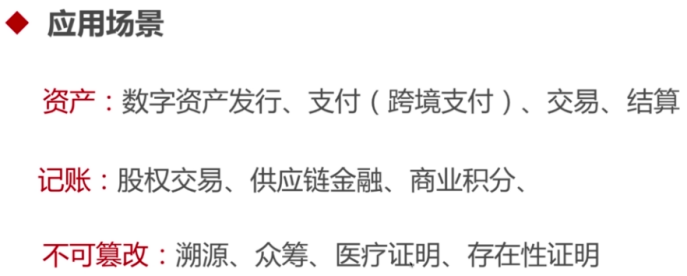 ◆ 应用场景
资产：数字资产发行、支付（跨境支付）、交易、结算
记账：股权交易、供应链金融、商业积分、
不可篡改：溯源、众筹、医疗证明、存在性证明